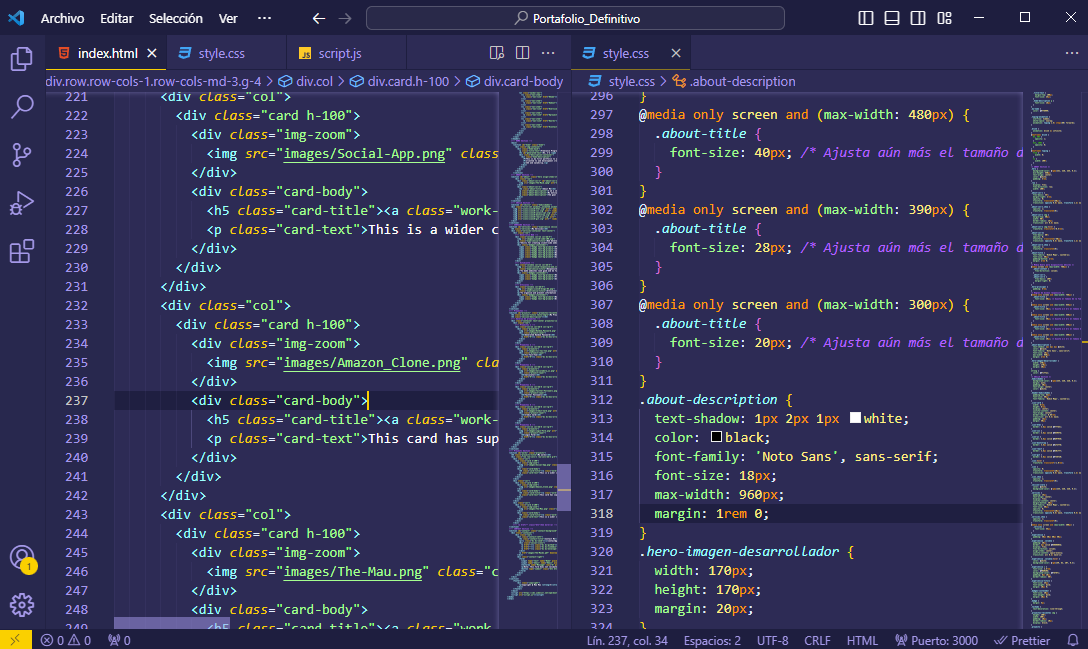 Archivo Editar Selección Ver ··· Portafolio_Definitivo
index.html style.css JS script.js
style.css
div.row.row-cols-1.row-cols-md-3.g-4 > div.col > div.card.h-100 > div.card-body
style.css > .about-description
221 <div class="col">
222 <div class="card h-100">
223 <div class="img-zoom">
224 <img src="images/Social-App.png" class
225 </div>
226 <div class="card-body">
227 <h5 class="card-title"><a class="work-
228 <p class="card-text">This is a wider c
229 </div>
230 </div>
231 </div>
232 <div class="col">
233 <div class="card h-100">
234 <div class="img-zoom">
235 <img src="images/Amazon_Clone.png" cla
236 </div>
237 <div class="card-body">
238 <h5 class="card-title"><a class="work-
239 <p class="card-text">This card has sup
240 </div>
241 </div>
242 </div>
243 <div class="col">
244 <div class="card h-100">
245 <div class="img-zoom">
246 <img src="images/The-Mau.png" class="c
247 </div>
248 <div class="card-body">
249 <h5 class="card-title"><a class="work-
296 }
297 @media only screen and (max-width: 480px) {
298 .about-title {
299 font-size: 40px; /* Ajusta aún más el tamaño d
300 }
301 }
302 @media only screen and (max-width: 390px) {
303 .about-title {
304 font-size: 28px; /* Ajusta aún más el tamaño d
305 }
306 }
307 @media only screen and (max-width: 300px) {
308 .about-title {
309 font-size: 20px; /* Ajusta aún más el tamaño d
310 }
311 }
312 .about-description {
313 text-shadow: 1px 2px 1px white;
314 color: black;
315 font-family: 'Noto Sans', sans-serif;
316 font-size: 18px;
317 max-width: 960px;
318 margin: 1rem 0;
319 }
320 .hero-imagen-desarrollador {
321 width: 170px;
322 height: 170px;
323 margin: 20px;
324 }
1
0 0 0 Lín. 237, col. 34 Espacios: 2 UTF-8 CRLF HTML Puerto: 3000 Prettier